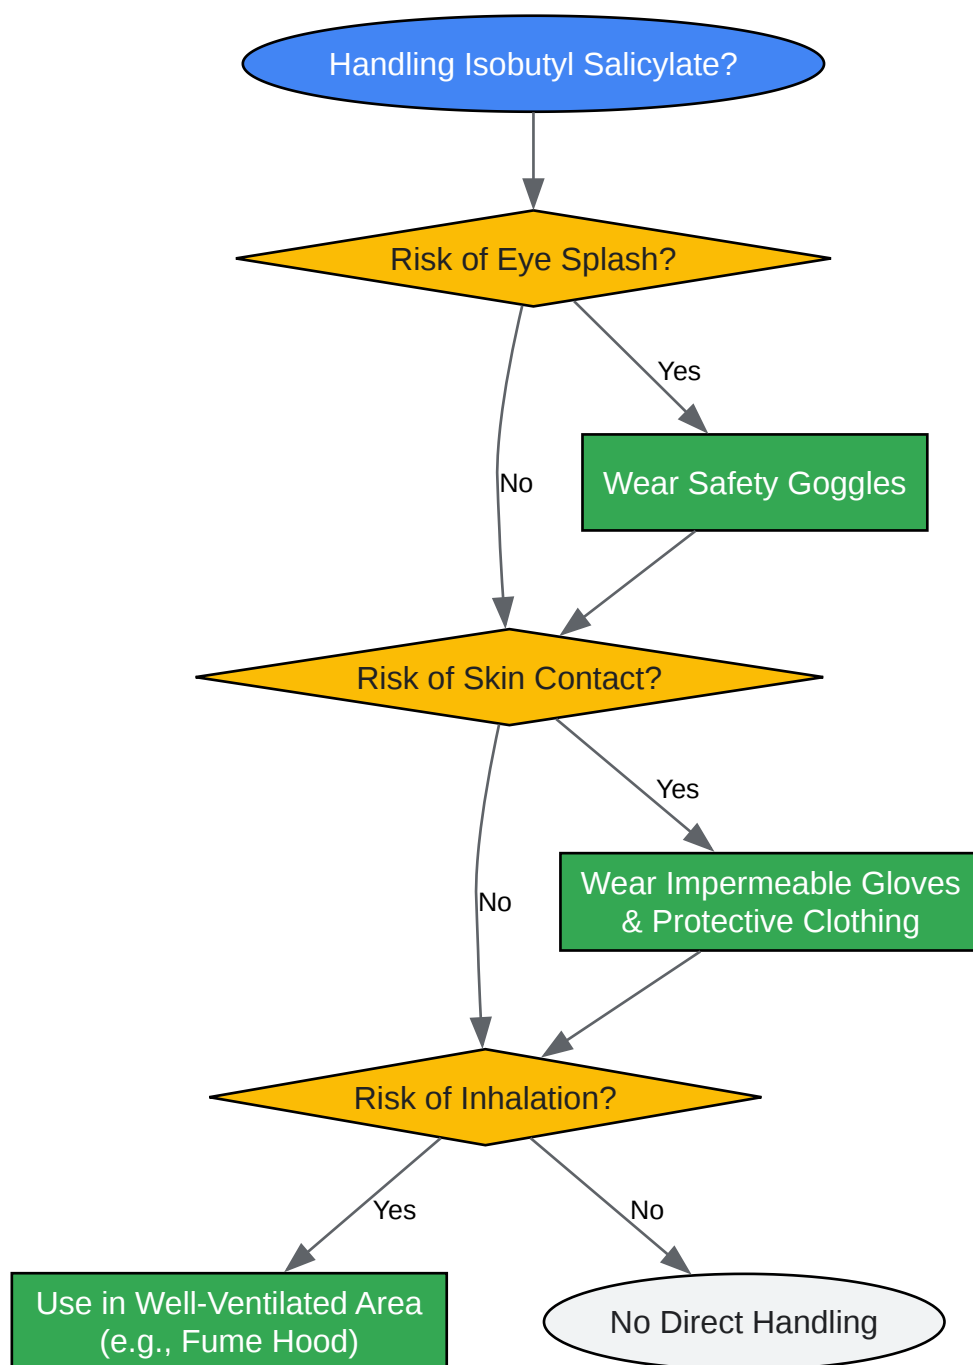 Handling Isobutyl Salicylate?
Risk of Eye Splash?
Yes
No
Wear Safety Goggles
Risk of Skin Contact?
Yes
No
Wear Impermeable Gloves
& Protective Clothing
Risk of Inhalation?
Yes
No
Use in Well-Ventilated Area
(e.g., Fume Hood)
No Direct Handling